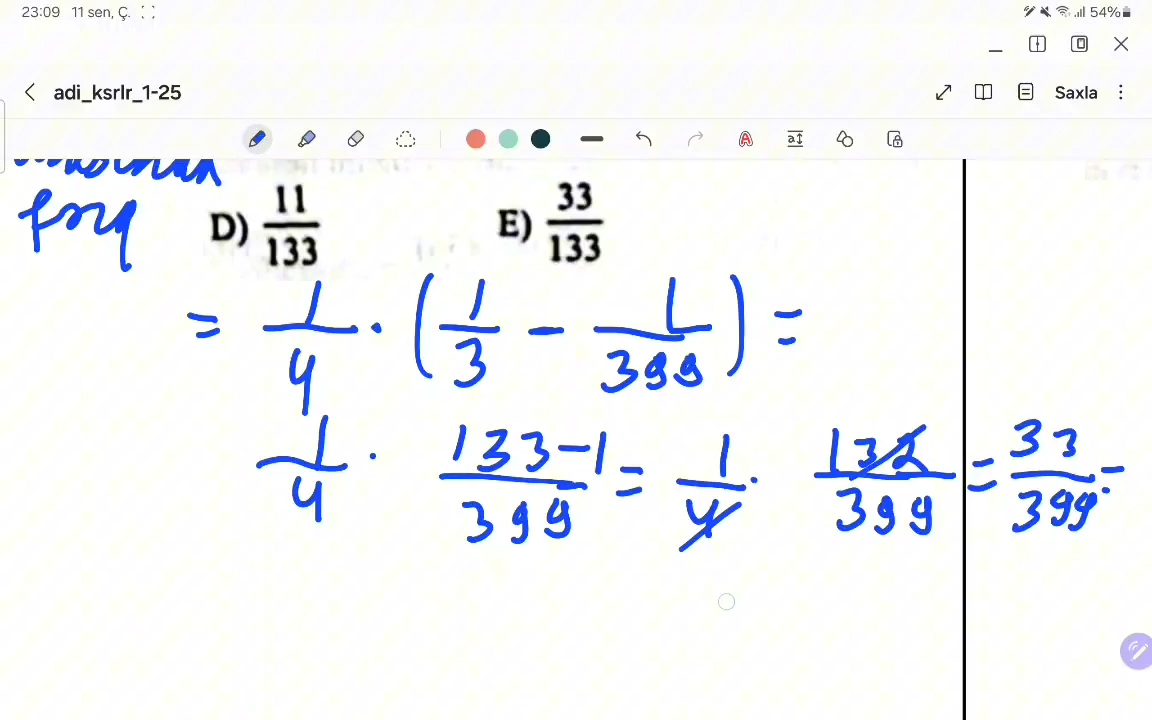 23:09 11 sen, Ç. 54%
adi_ksrlr_1-25 Saxla
fərq
D) 11/133 E) 33/133
= 1/4 · (1/3 - 1/399) =
1/4 · 133-1/399 = 1/4 · 132/399 = 33/399 =